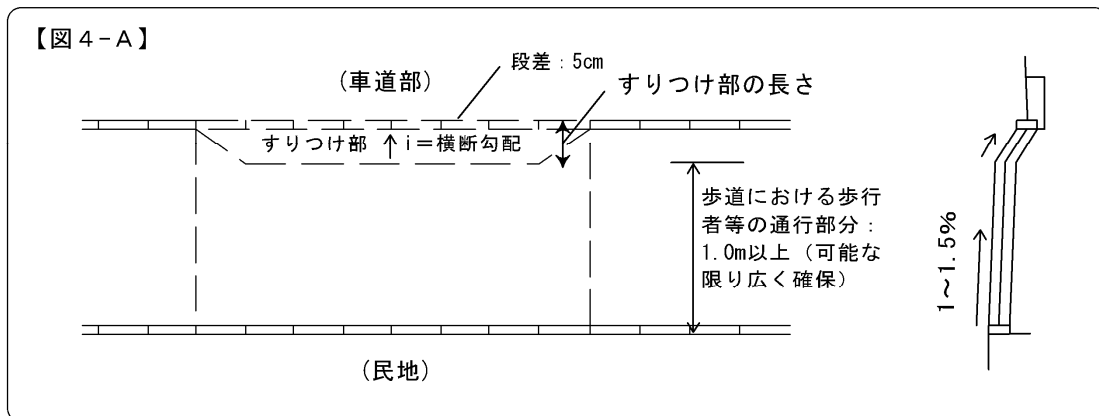 【図4-A】
段差:5cm
(車道部)
すりつけ部の長さ
すりつけ部 ↑i=横断勾配
歩道における歩行
者等の通行部分:
1.0m以上(可能な
限り広く確保)
1~1.5%
(民地)